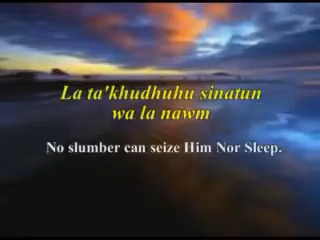 La ta'khudhuhu sinatun
wa la nawm
No slumber can seize Him Nor Sleep.